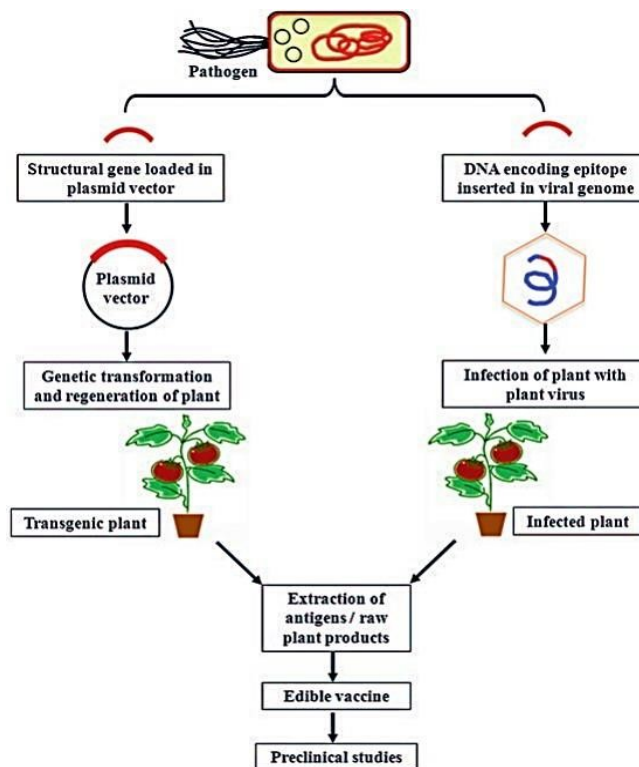 Pathogen
Structural gene loaded in
plasmid vector
Plasmid
vector
Genetic transformation
and regeneration of plant
Transgenic plant
DNA encoding epitope
inserted in viral genome
Infection of plant with
plant virus
Infected plant
Extraction of
antigens / raw
plant products
Edible vaccine
Preclinical studies